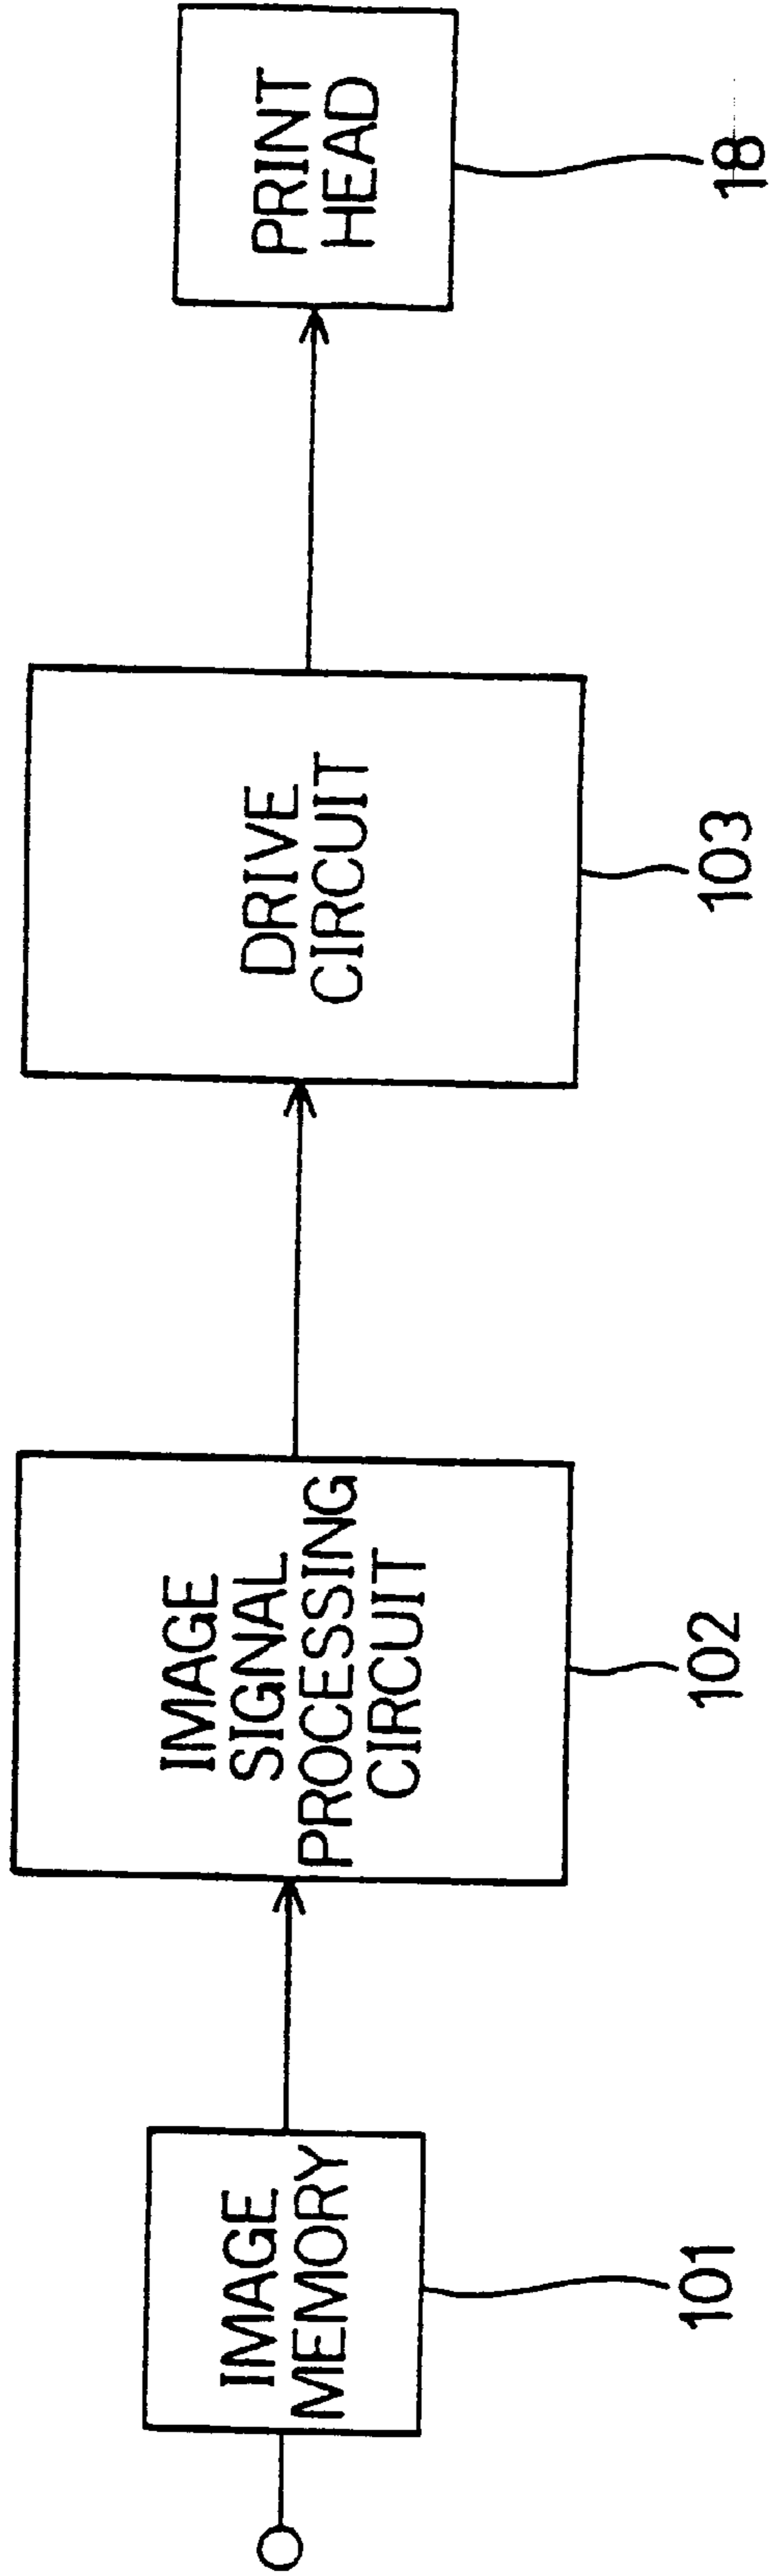 IMAGE
MEMORY
101
IMAGE
SIGNAL
PROCESSING
CIRCUIT
102
DRIVE
CIRCUIT
103
PRINT
HEAD
18